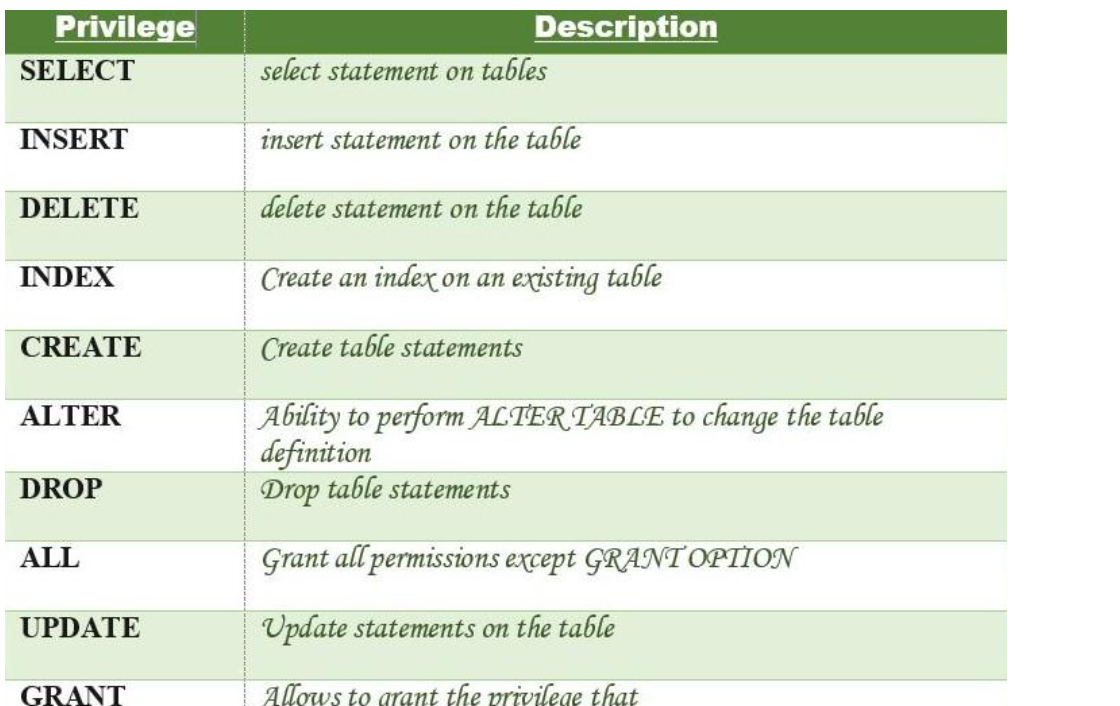 Privilege Description
SELECT select statement on tables
INSERT insert statement on the table
DELETE delete statement on the table
INDEX Create an index on an existing table
CREATE Create table statements
ALTER Ability to perform ALTER TABLE to change the table
definition
DROP Drop table statements
ALL Grant all permissions except GRANT OPTION
UPDATE Update statements on the table
GRANT Allows to grant the privilege that